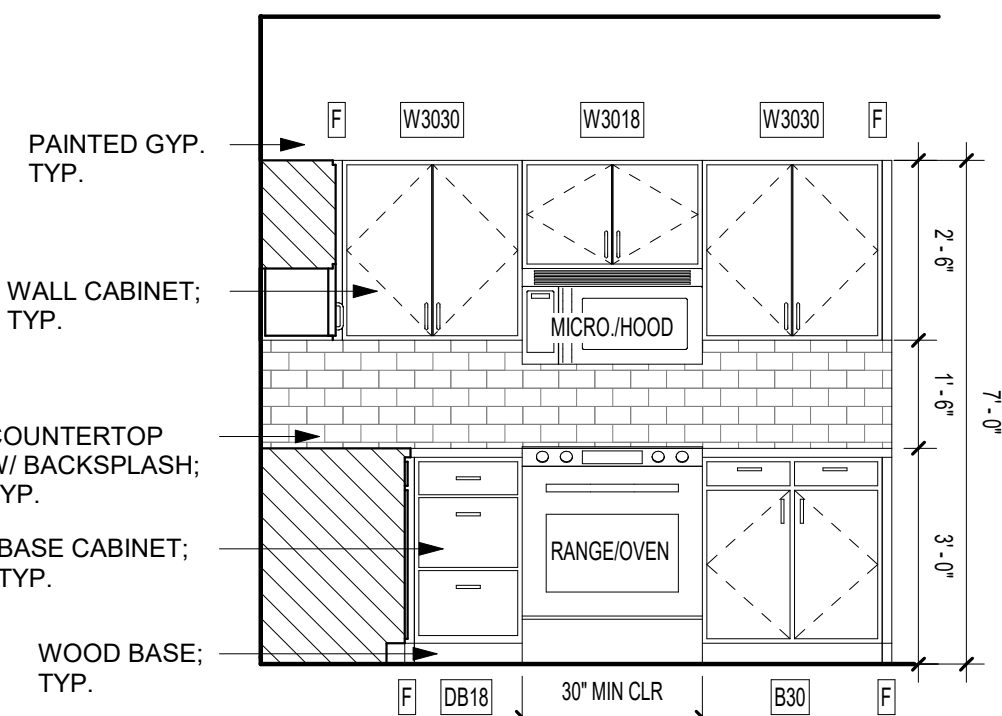 F
W3030
W3018
W3030
F
PAINTED GYP.
TYP.
2' - 6"
WALL CABINET;
TYP.
MICRO./HOOD
1' - 6"
7' - 0"
COUNTERTOP
W/ BACKSPLASH;
TYP.
BASE CABINET;
TYP.
RANGE/OVEN
3' - 0"
WOOD BASE;
TYP.
F
DB18
30" MIN CLR
B30
F